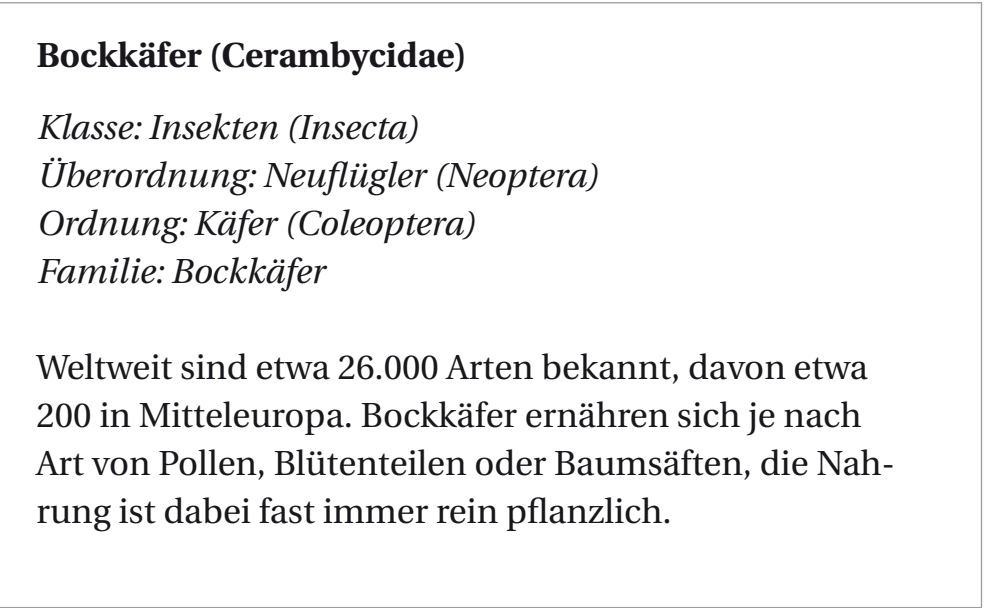 Bockkäfer (Cerambycidae)
Klasse: Insekten (Insecta)
Überordnung: Neuflügler (Neoptera)
Ordnung: Käfer (Coleoptera)
Familie: Bockkäfer
Weltweit sind etwa 26.000 Arten bekannt, davon etwa
200 in Mitteleuropa. Bockkäfer ernähren sich je nach
Art von Pollen, Blütenteilen oder Baumsäften, die Nah-
rung ist dabei fast immer rein pflanzlich.